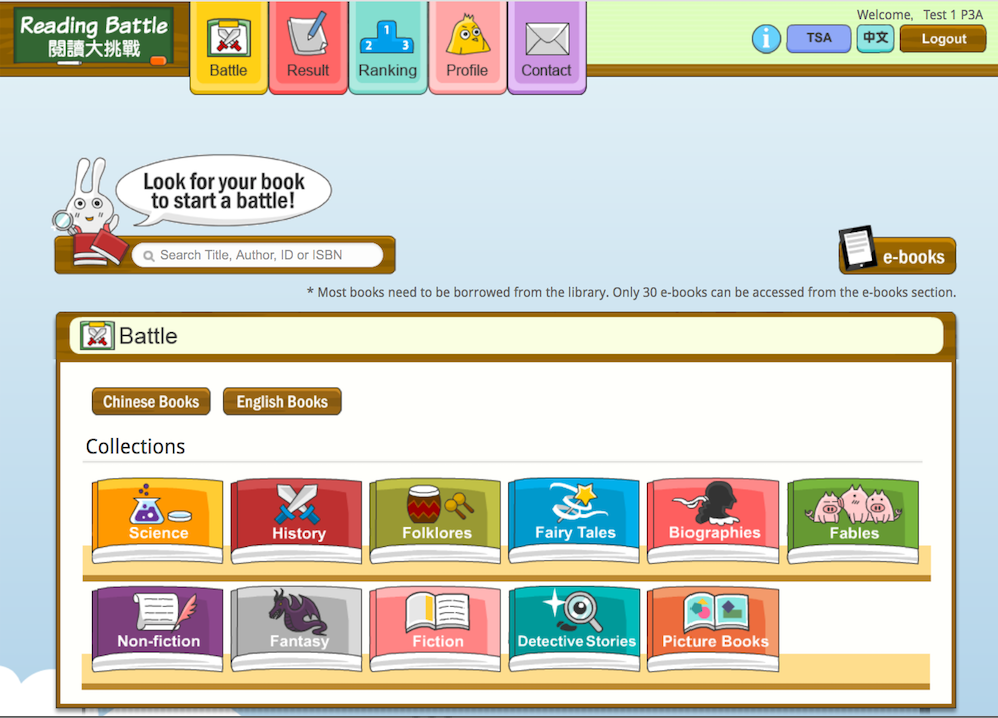 Reading Battle
閱讀大挑戰
Battle
Result
1
2
3
Ranking
Profile
Contact
Welcome, Test 1 P3A
i
TSA
中文
Logout
Look for your book
to start a battle!
Search Title, Author, ID or ISBN
e-books
* Most books need to be borrowed from the library. Only 30 e-books can be accessed from the e-books section.
Battle
Chinese Books
English Books
Collections
Science
History
Folklores
Fairy Tales
Biographies
Fables
Non-fiction
Fantasy
Fiction
Detective Stories
Picture Books